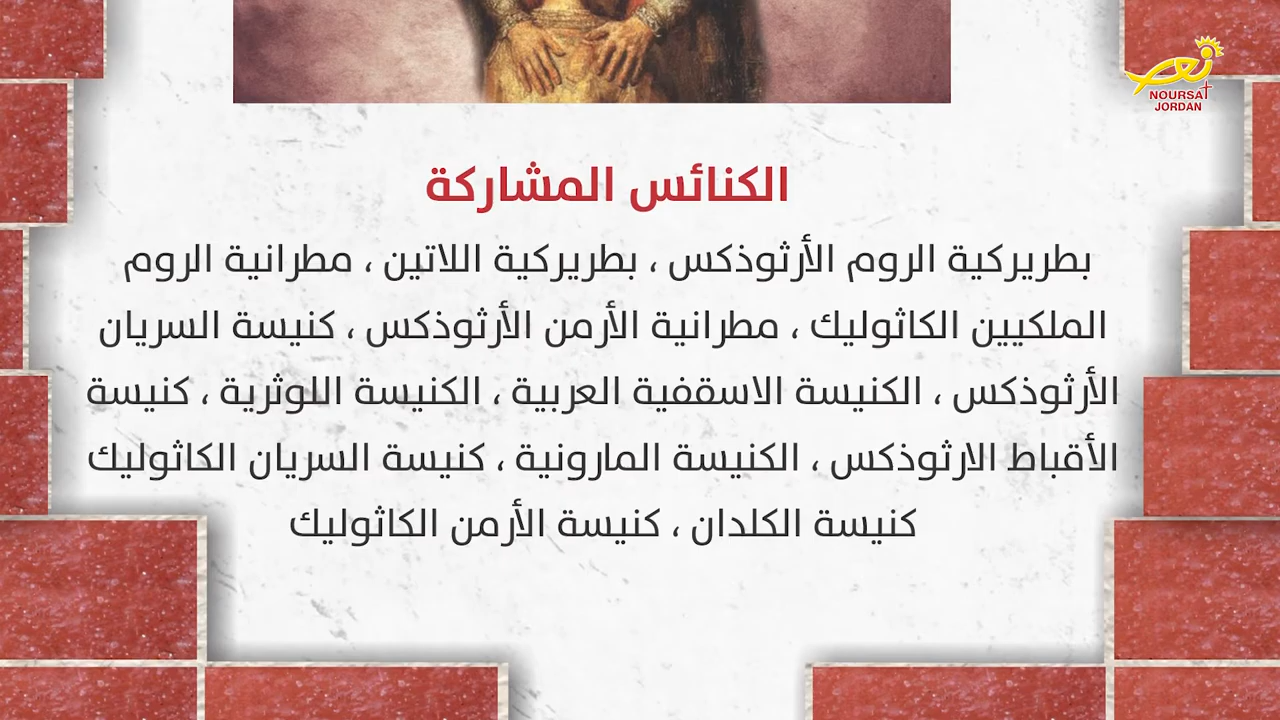 NOURSAT
JORDAN
الكنائس المشاركة
بطريركية الروم الأرثوذكس ، بطريركية اللاتين ، مطرانية الروم
الملكيين الكاثوليك ، مطرانية الأرمن الأرثوذكس ، كنيسة السريان
الأرثوذكس ، الكنيسة الاسقفية العربية ، الكنيسة اللوثرية ، كنيسة
الأقباط الارثوذكس ، الكنيسة المارونية ، كنيسة السريان الكاثوليك
كنيسة الكلدان ، كنيسة الأرمن الكاثوليك